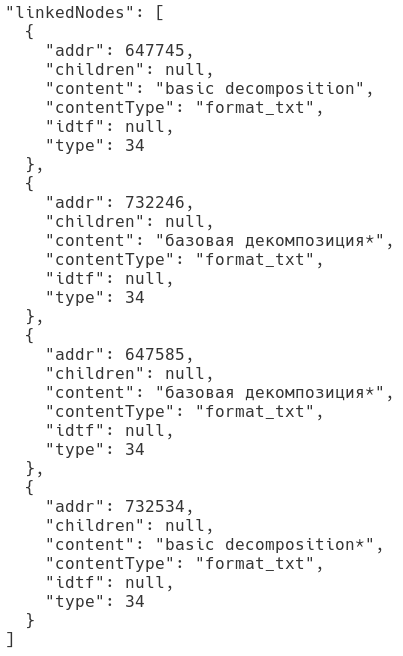 "linkedNodes": [
  {
    "addr": 647745,
    "children": null,
    "content": "basic decomposition",
    "contentType": "format_txt",
    "idtf": null,
    "type": 34
  },
  {
    "addr": 732246,
    "children": null,
    "content": "базовая декомпозиция*",
    "contentType": "format_txt",
    "idtf": null,
    "type": 34
  },
  {
    "addr": 647585,
    "children": null,
    "content": "базовая декомпозиция*",
    "contentType": "format_txt",
    "idtf": null,
    "type": 34
  },
  {
    "addr": 732534,
    "children": null,
    "content": "basic decomposition*",
    "contentType": "format_txt",
    "idtf": null,
    "type": 34
  }
]